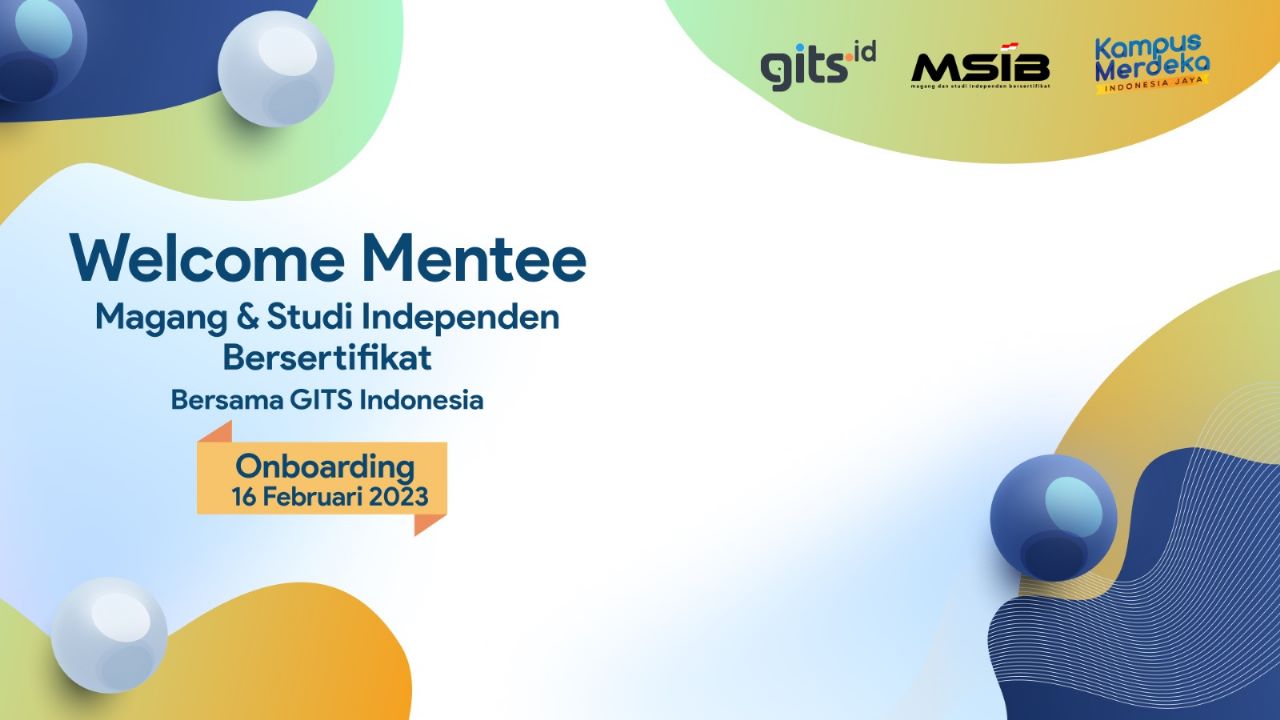 gits.id
MSIB
magang dan studi independen bersertifikat
Kampus
Merdeka
INDONESIA JAYA
Welcome Mentee
Magang & Studi Independen
Bersertifikat
Bersama GITS Indonesia
Onboarding
16 Februari 2023